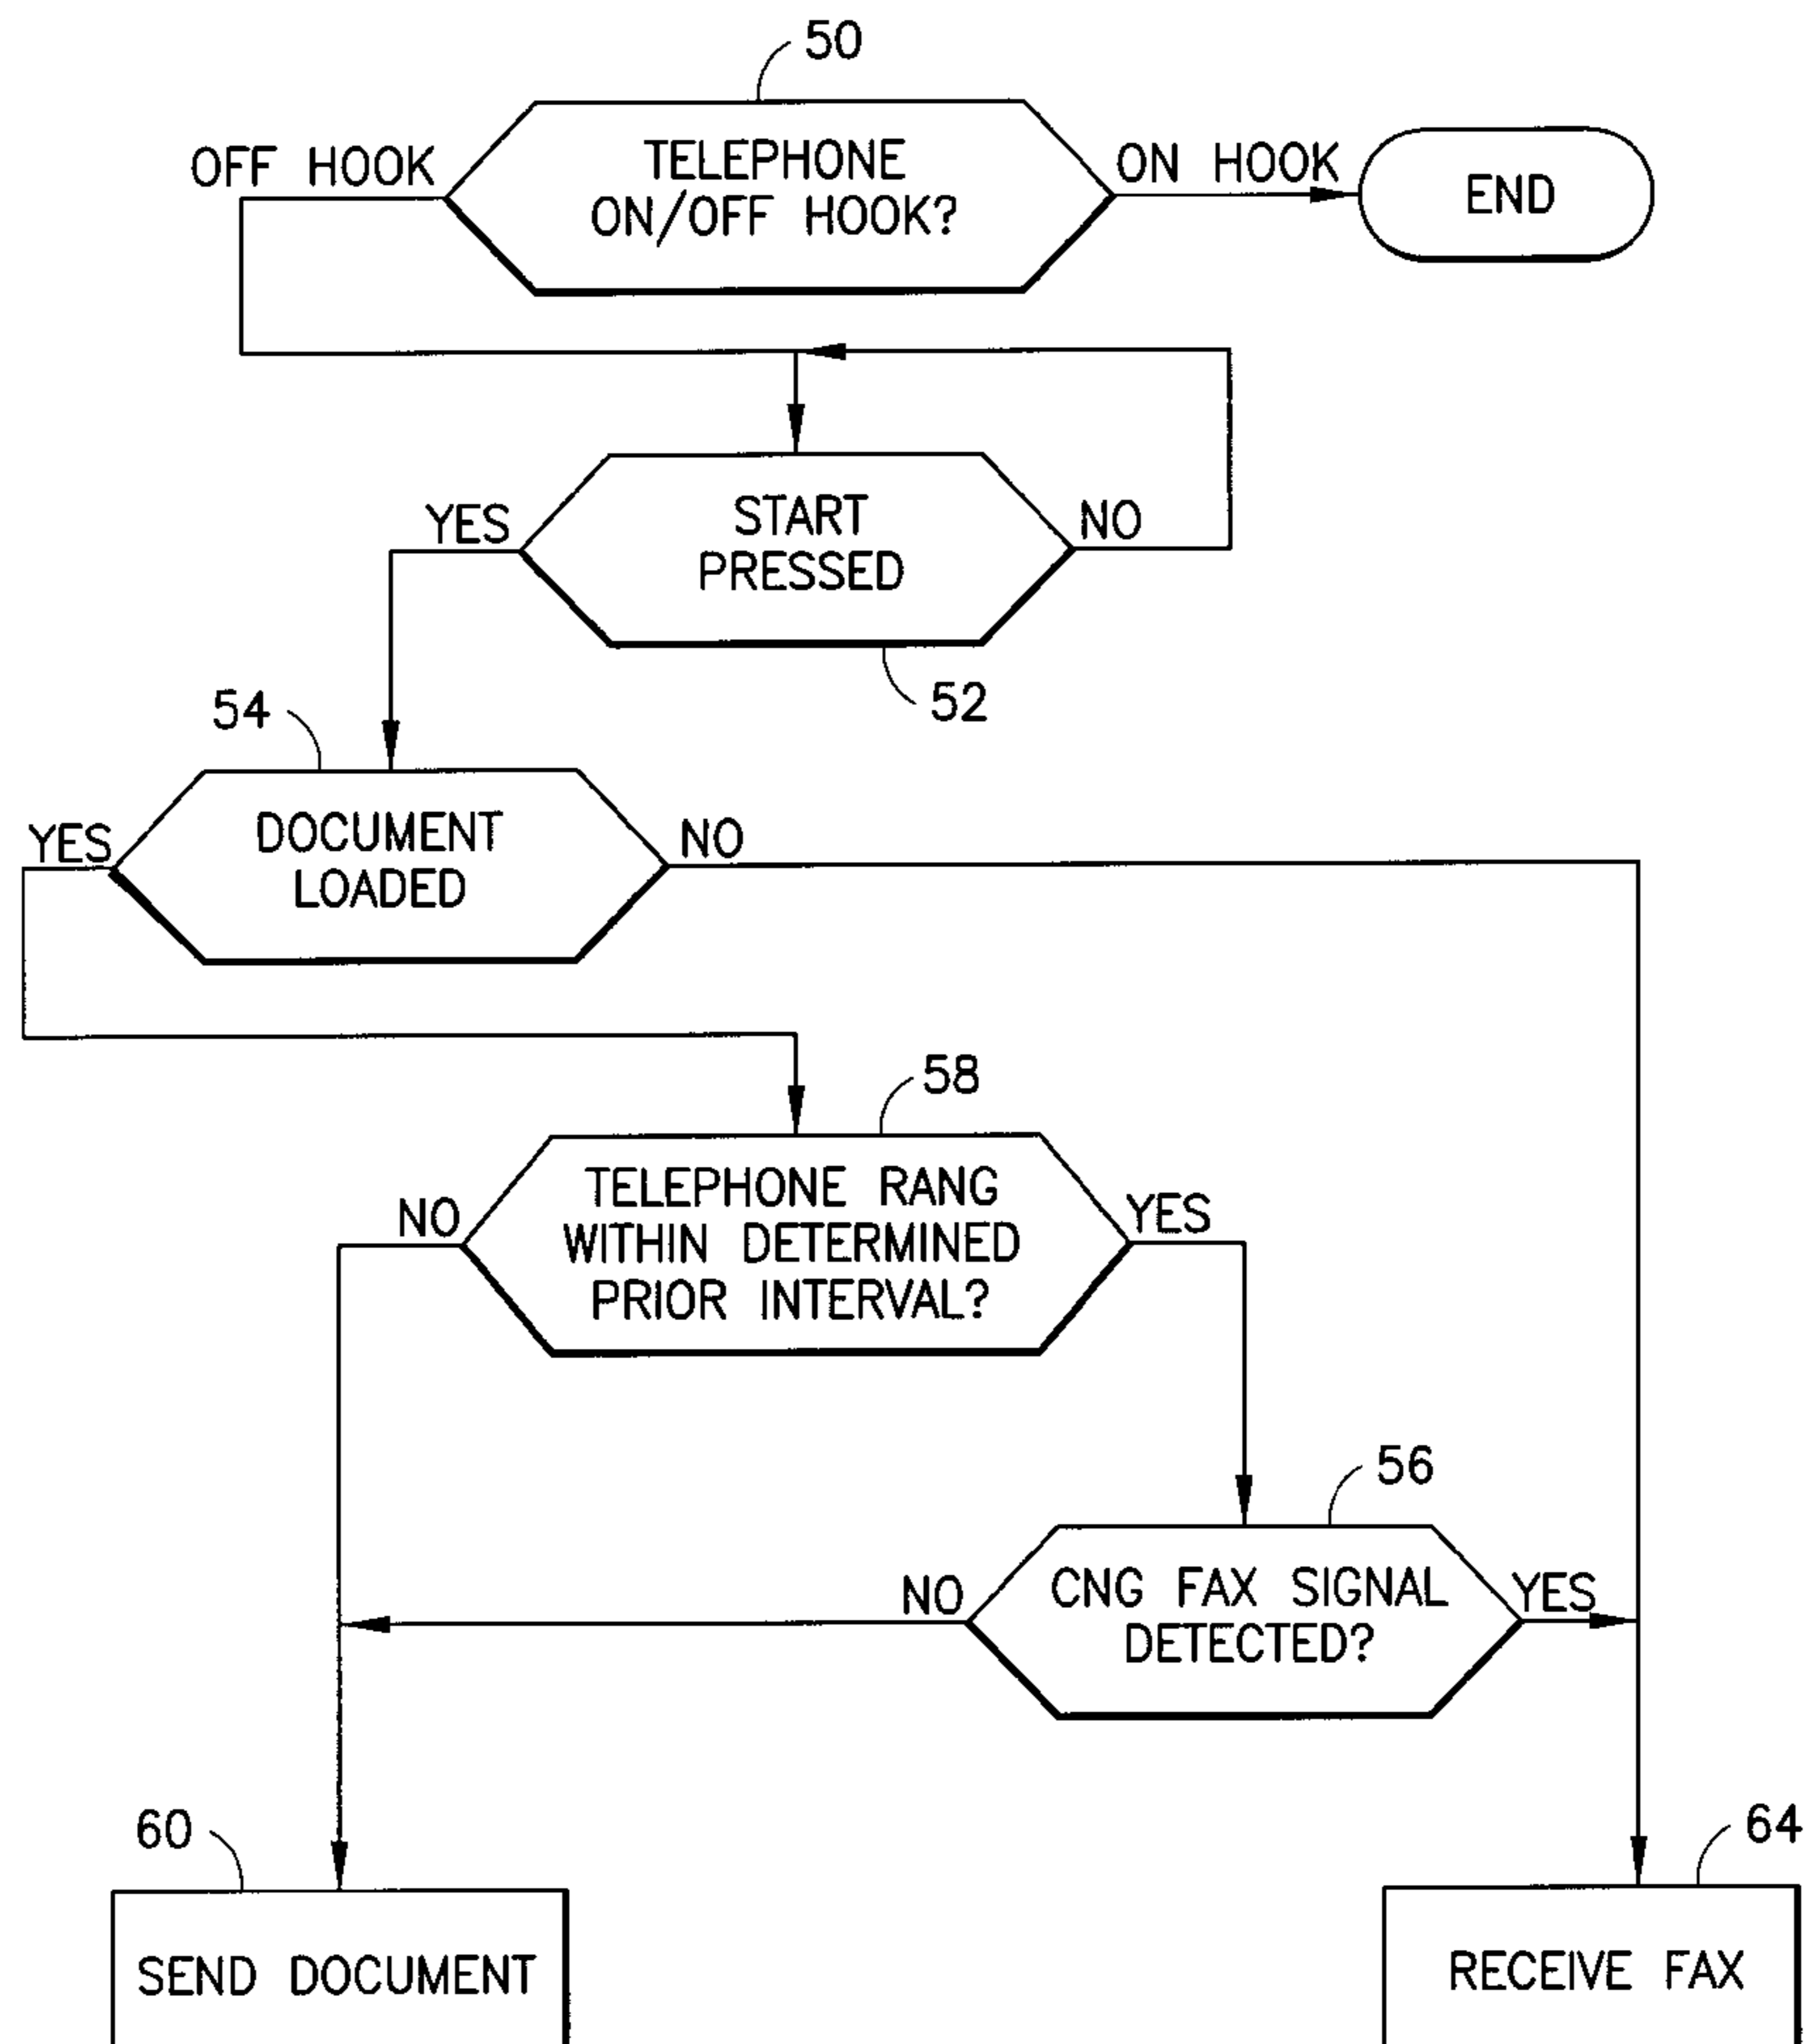 50
OFF HOOK
TELEPHONE
ON/OFF HOOK?
ON HOOK
END
YES
START
PRESSED
NO
52
54
YES
DOCUMENT
LOADED
NO
58
NO
TELEPHONE RANG
WITHIN DETERMINED
PRIOR INTERVAL?
YES
56
NO
CNG FAX SIGNAL
DETECTED?
YES
60
SEND DOCUMENT
64
RECEIVE FAX